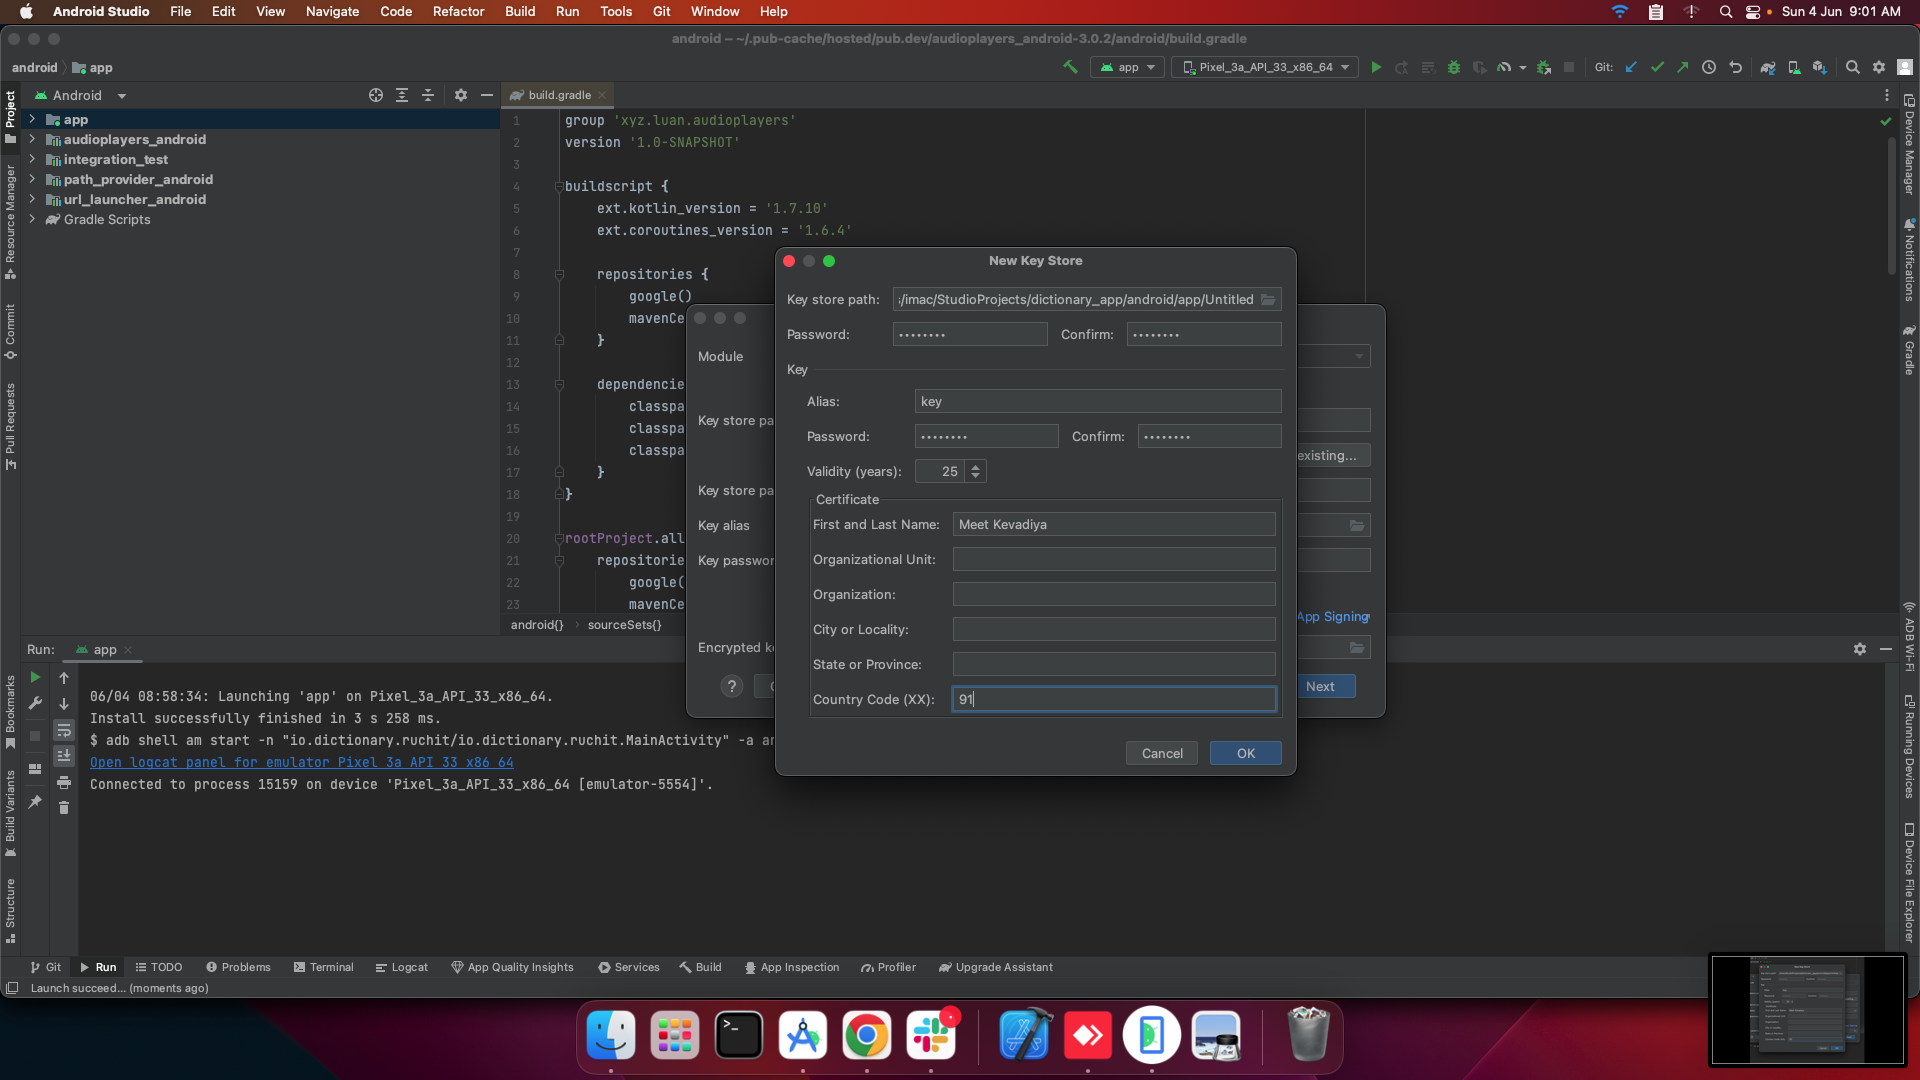 Android Studio File Edit View Navigate Code Refactor Build Run Tools Git Window Help Sun 4 Jun 9:01 AM
android – ~/.pub-cache/hosted/pub.dev/audioplayers_android-3.0.2/android/build.gradle
android app app Pixel_3a_API_33_x86_64 Git:
Android build.gradle
app
audioplayers_android
integration_test
path_provider_android
url_launcher_android
Gradle Scripts
1 group 'xyz.luan.audioplayers'
2 version '1.0-SNAPSHOT'
3
4 buildscript {
5 ext.kotlin_version = '1.7.10'
6 ext.coroutines_version = '1.6.4'
7
8 repositories {
9 google()
10 mavenCe
11 }
12
13 dependencie
14 classpa
15 classpa
16 classpa
17 }
18 }
19
20 rootProject.all
21 repositorie
22 google(
23 mavenCe
android{} sourceSets{}
Module
Key store pa
existing...
Key store pa
Key alias
Key passwor
App Signing
Encrypted ke
?
Next
New Key Store
Key store path: /imac/StudioProjects/dictionary_app/android/app/Untitled
Password: •••••••• Confirm: ••••••••
Key
Alias: key
Password: •••••••• Confirm: ••••••••
Validity (years): 25
Certificate
First and Last Name: Meet Kevadiya
Organizational Unit:
Organization:
City or Locality:
State or Province:
Country Code (XX): 91
Cancel OK
Run: app
06/04 08:58:34: Launching 'app' on Pixel_3a_API_33_x86_64.
Install successfully finished in 3 s 258 ms.
$ adb shell am start -n "io.dictionary.ruchit/io.dictionary.ruchit.MainActivity" -a an
Open logcat panel for emulator Pixel 3a API 33 x86 64
Connected to process 15159 on device 'Pixel_3a_API_33_x86_64 [emulator-5554]'.
Project
Resource Manager
Commit
Pull Requests
Bookmarks
Build Variants
Structure
Device Manager
Notifications
Gradle
ADB Wi-Fi
Running Devices
Device File Explorer
Git Run TODO Problems Terminal Logcat App Quality Insights Services Build App Inspection Profiler Upgrade Assistant
Launch succeed... (moments ago)